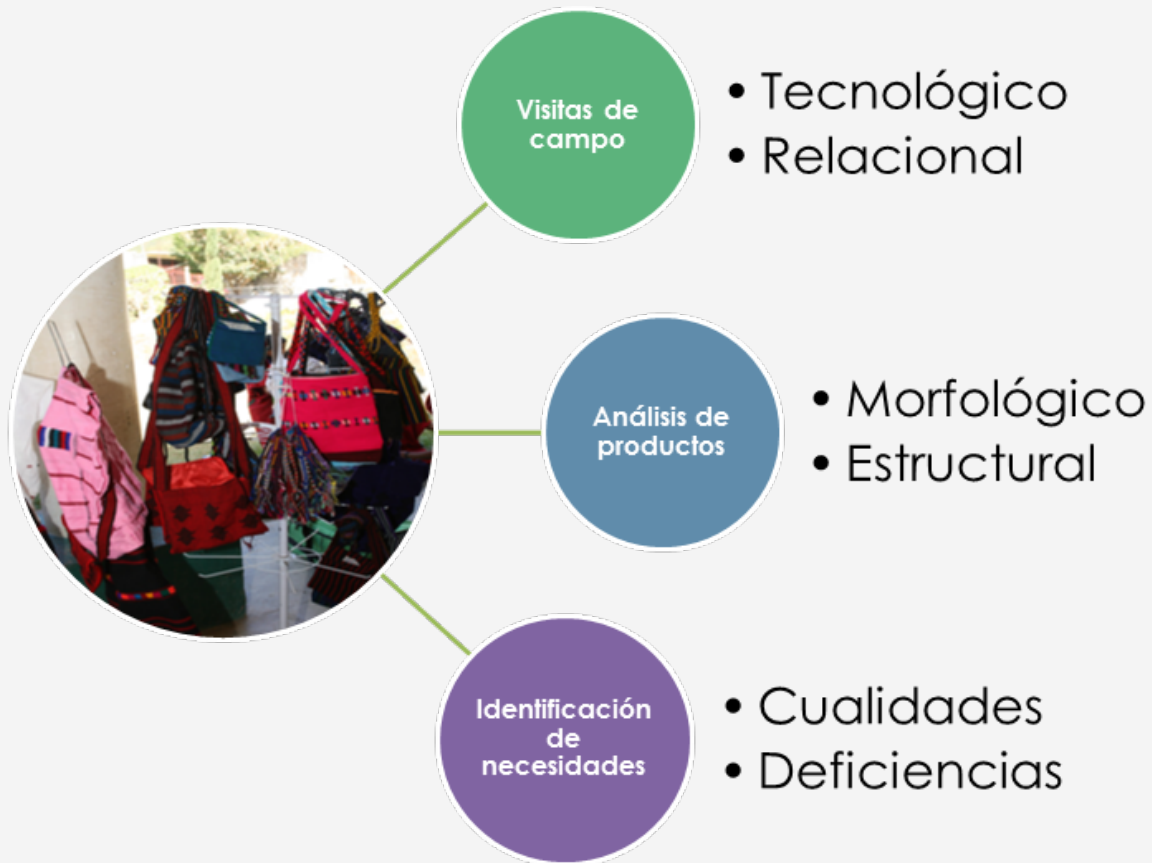 Visitas de
campo
• Tecnológico
• Relacional
Análisis de
productos
• Morfológico
• Estructural
Identificación
de
necesidades
• Cualidades
• Deficiencias